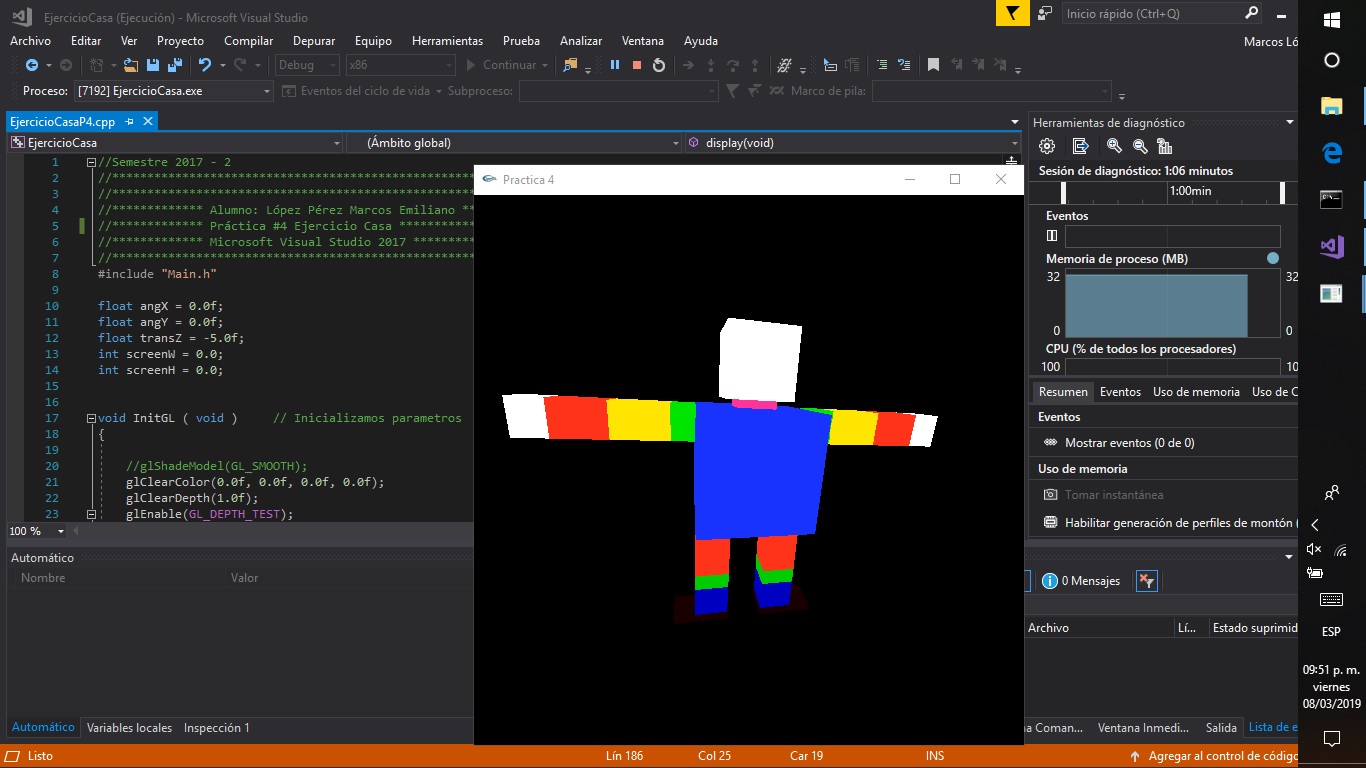 EjercicioCasa (Ejecución) - Microsoft Visual Studio
Inicio rápido (Ctrl+Q)
Archivo Editar Ver Proyecto Compilar Depurar Equipo Herramientas Prueba Analizar Ventana Ayuda
Marcos Ló
Debug x86 Continuar
Proceso: [7192] EjercicioCasa.exe Eventos del ciclo de vida Subproceso: Marco de pila:
EjercicioCasaP4.cpp
EjercicioCasa (Ámbito global) display(void)
1 //Semestre 2017 - 2
2 //****************************************************
3 //****************************************************
4 //************* Alumno: López Pérez Marcos Emiliano **
5 //************* Práctica #4 Ejercicio Casa ***********
6 //************* Microsoft Visual Studio 2017 *********
7 //****************************************************
8 #include "Main.h"
9
10 float angX = 0.0f;
11 float angY = 0.0f;
12 float transZ = -5.0f;
13 int screenW = 0.0;
14 int screenH = 0.0;
15
16
17 void InitGL ( void ) // Inicializamos parametros
18 {
19
20 //glShadeModel(GL_SMOOTH);
21 glClearColor(0.0f, 0.0f, 0.0f, 0.0f);
22 glClearDepth(1.0f);
23 glEnable(GL_DEPTH_TEST);
100 %
Practica 4
Herramientas de diagnóstico
Sesión de diagnóstico: 1:06 minutos
1:00min
Eventos
Memoria de proceso (MB)
32 32
0 0
CPU (% de todos los procesadores)
100 10
Resumen Eventos Uso de memoria Uso de C
Eventos
Mostrar eventos (0 de 0)
Uso de memoria
Tomar instantánea
Habilitar generación de perfiles de montón (
Automático
Nombre Valor
0 Mensajes
Archivo Lí... Estado suprimid
Automático Variables locales Inspección 1
na Coman... Ventana Inmedi... Salida Lista de e
Listo Lín 186 Col 25 Car 19 INS Agregar al control de código
ESP
09:51 p. m.
viernes
08/03/2019